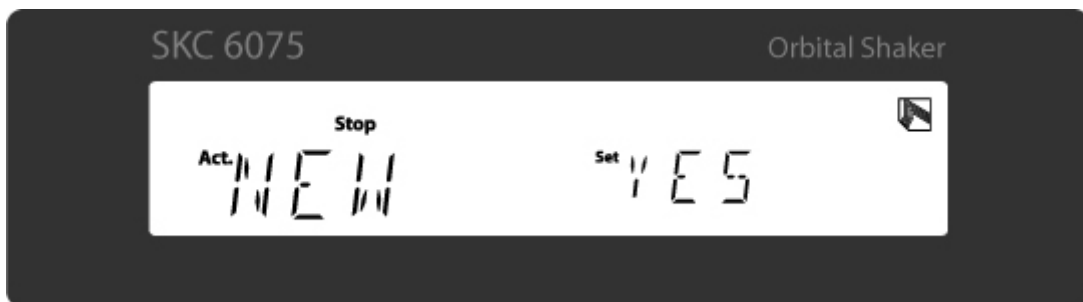 SKC 6075 Orbital Shaker
Stop
Act. NEW Set YES